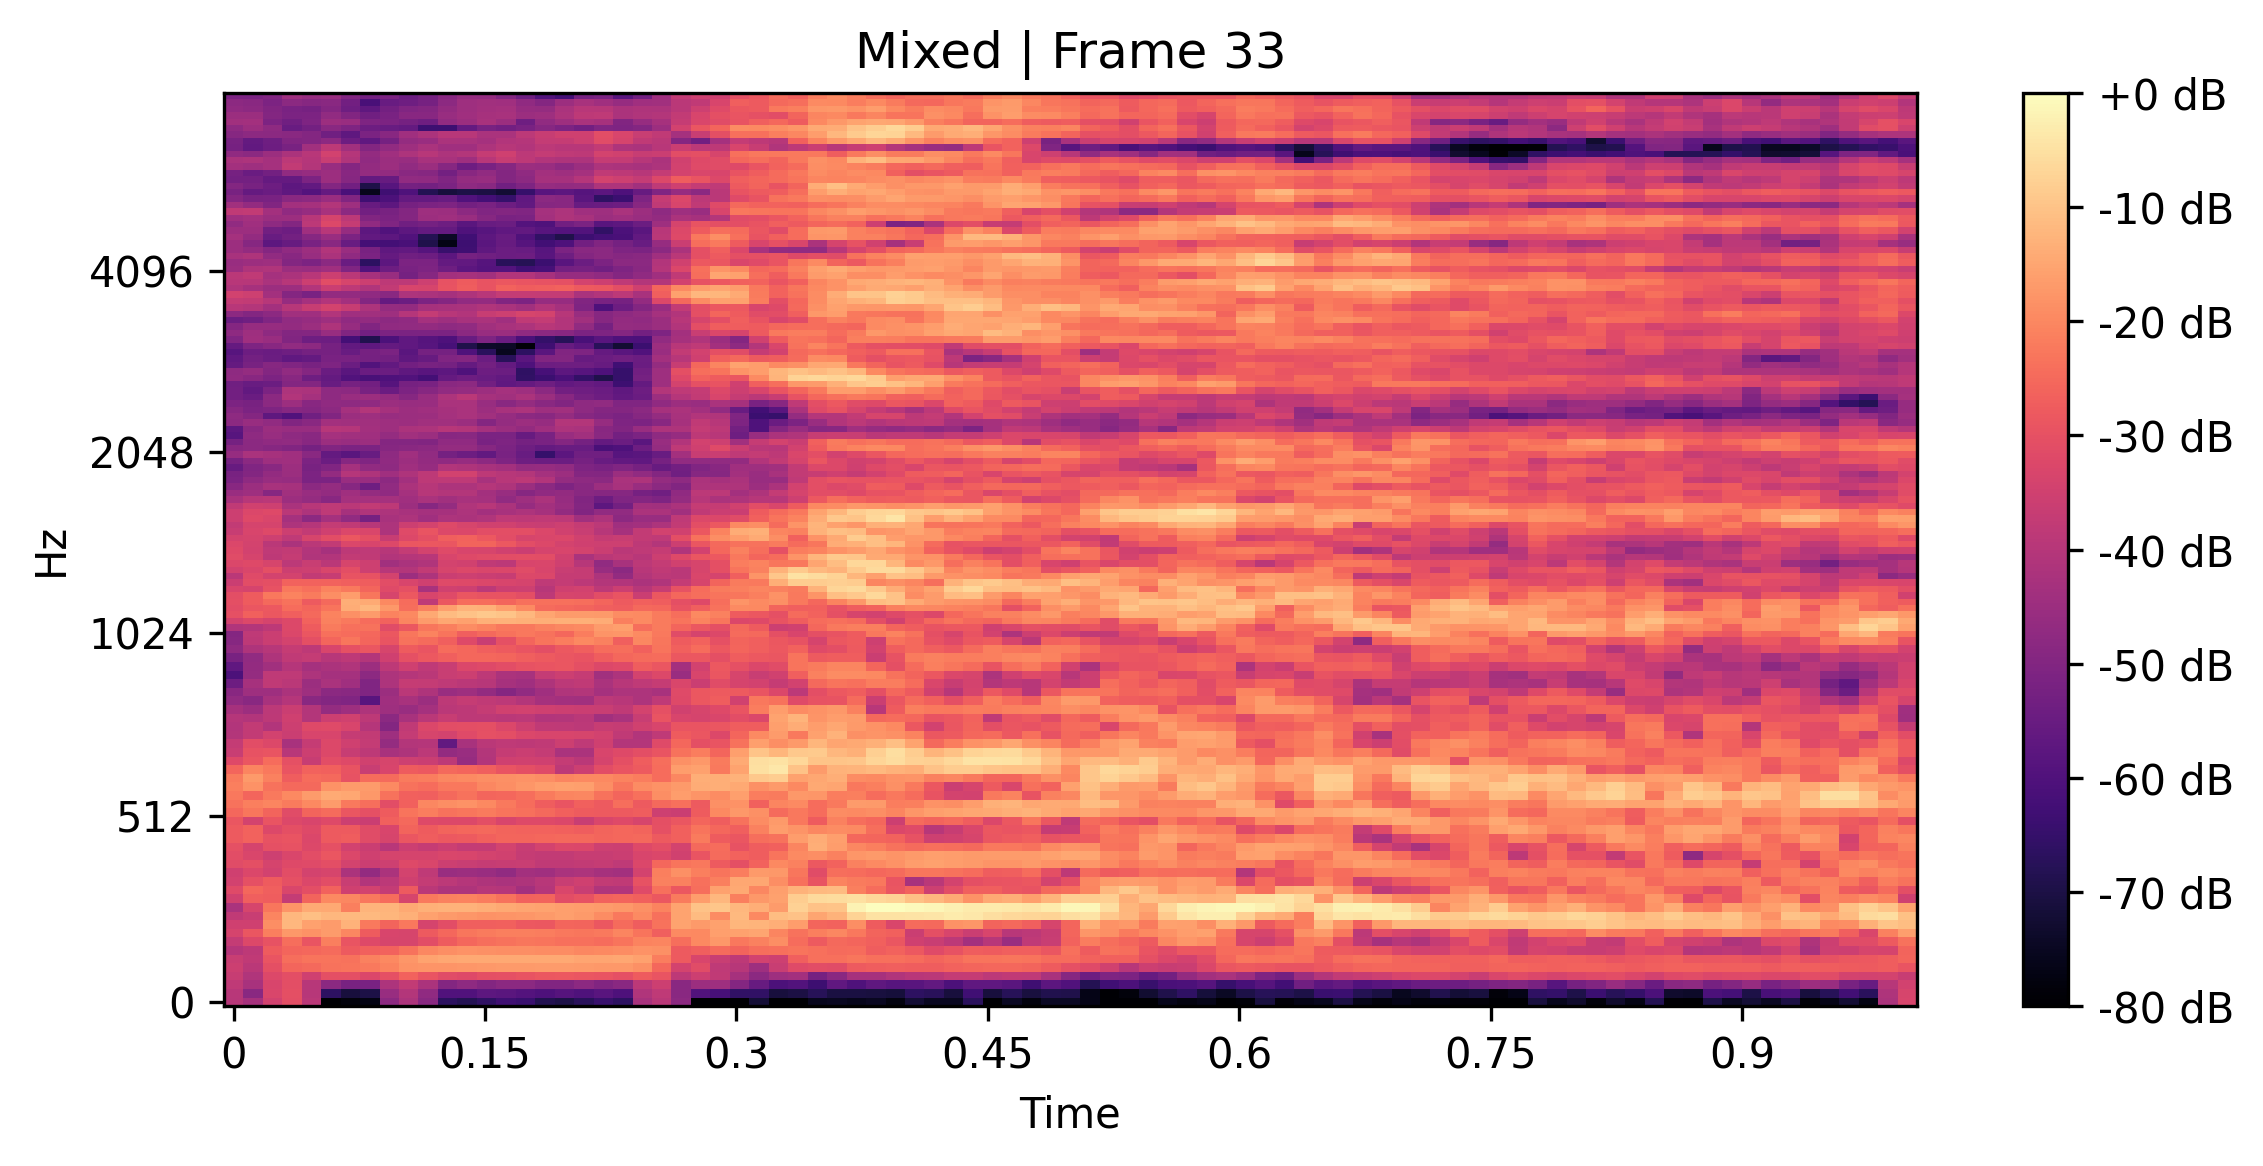 Mixed | Frame 33
+0 dB
-10 dB
-20 dB
-30 dB
-40 dB
-50 dB
-60 dB
-70 dB
-80 dB
4096
2048
1024
512
0
Hz
0 0.15 0.3 0.45 0.6 0.75 0.9
Time